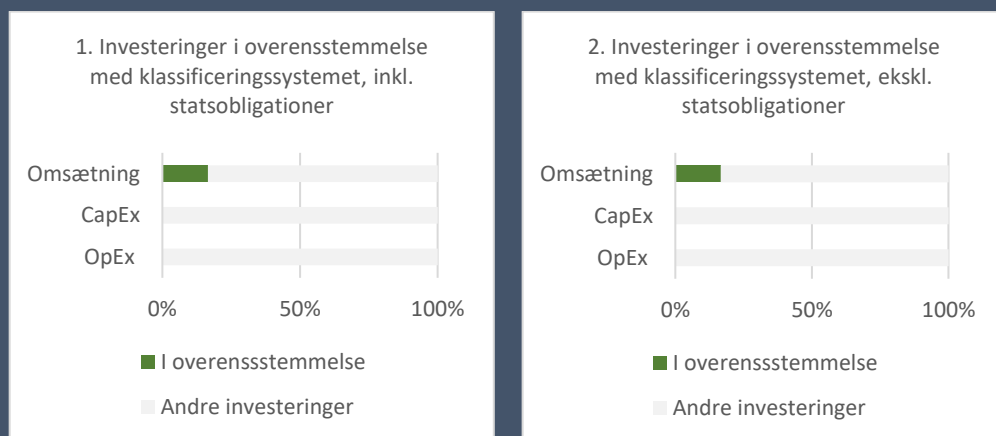 1. Investeringer i overensstemmelse
med klassificeringssystemet, inkl.
statsobligationer
Omsætning
CapEx
OpEx
0% 50% 100%
I overenssstemmelse
Andre investeringer
2. Investeringer i overensstemmelse
med klassificeringssystemet, ekskl.
statsobligationer
Omsætning
CapEx
OpEx
0% 50% 100%
I overenssstemmelse
Andre investeringer